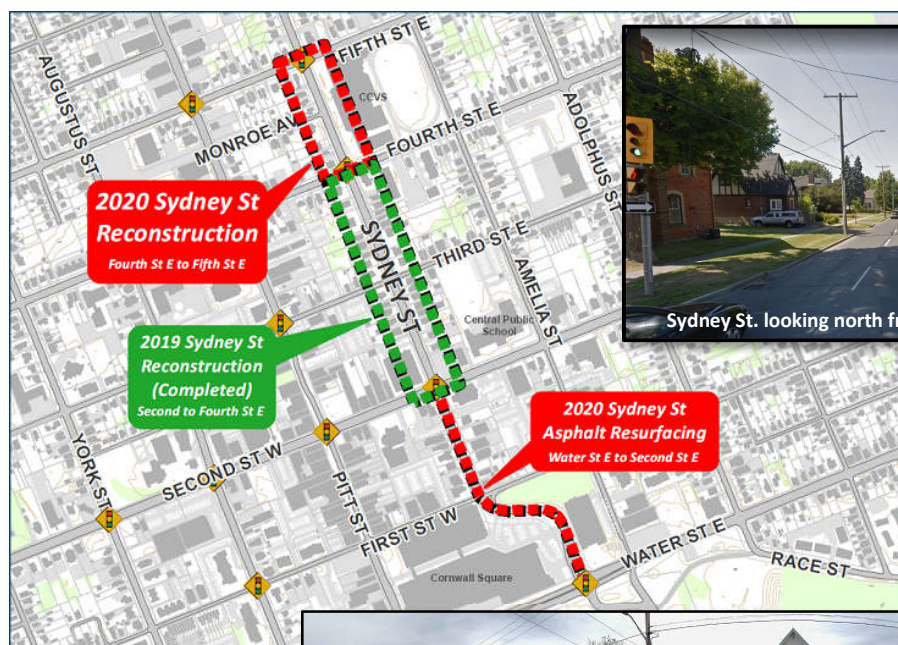 FIFTH ST E
AUGUSTUS ST
CCVS
MONROE AV
FOURTH ST E
ADOLPHUS ST
2020 Sydney St
Reconstruction
Fourth St E to Fifth St E
SYDNEY ST
THIRD ST E
AMELIA ST
Central Public
School
Sydney St. looking north fr
2019 Sydney St
Reconstruction
(Completed)
Second to Fourth St E
2020 Sydney St
Asphalt Resurfacing
Water St E to Second St E
YORK ST
SECOND ST W
PITT ST
FIRST ST W
WATER ST E
RACE ST
Cornwall Square